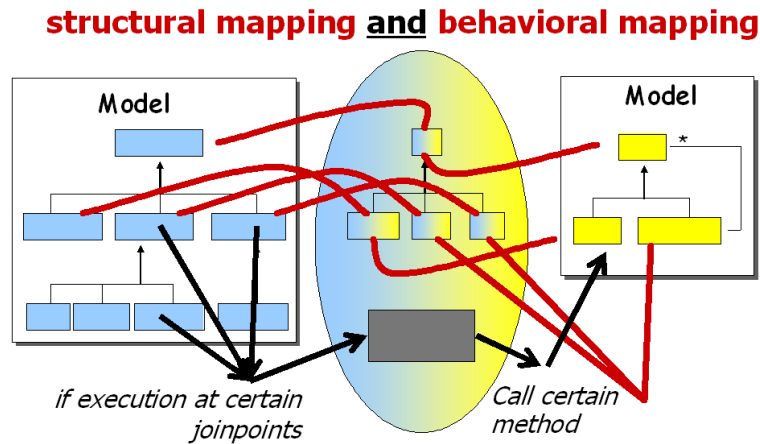 structural mapping and behavioral mapping
Model
Model
*
if execution at certain
joinpoints
Call certain
method